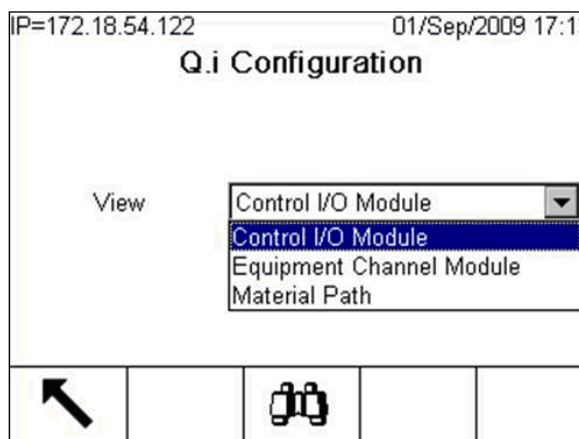 IP=172.18.54.122 01/Sep/2009 17:1
Q.i Configuration
View Control I/O Module
Control I/O Module
Equipment Channel Module
Material Path